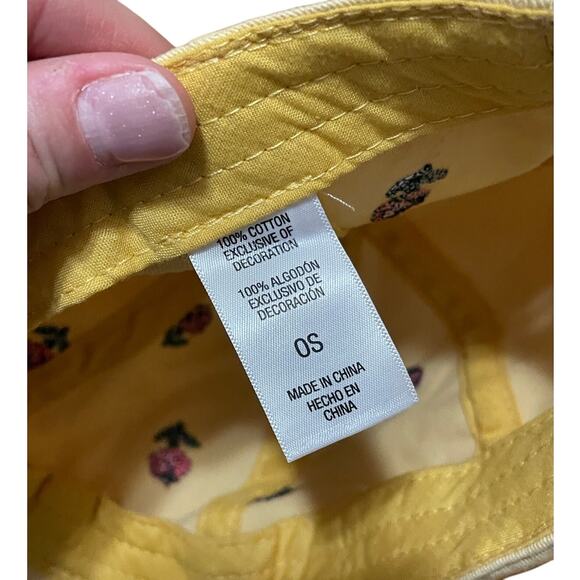 100% COTTON
EXCLUSIVE OF
DECORATION
100% ALGODÓN
EXCLUSIVO DE
DECORACIÓN
OS
MADE IN CHINA
HECHO EN
CHINA